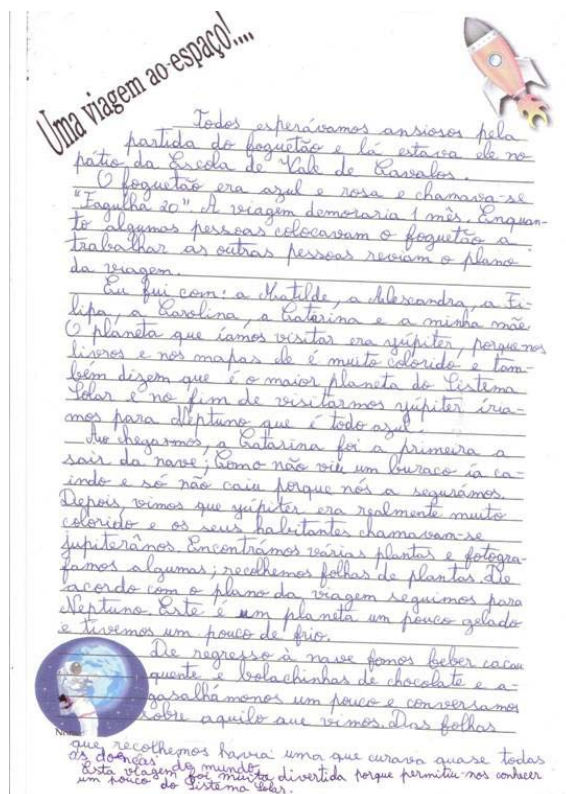 Uma viagem ao espaço!....
Todos esperávamos ansiosos pela
partida do foguetão e lá estava ele no
pátio da Escola de Vale de Cavalos.
O foguetão era azul e rosa e chamava-se
"Fagulha 20". A viagem demoraria 1 mês. Enquan-
to algumas pessoas colocavam o foguetão a
trabalhar as outras pessoas reviam o plano
da viagem.
Eu fui com: a Matilde, a Alexandra, a Fi-
lipa, a Carolina, a Catarina e a minha mãe.
O planeta que íamos visitar era yúpiter, porque nos
livros e nos mapas ele é muito colorido e tam-
bém dizem que é o maior planeta do Sistema
Solar e no fim de visitarmos yúpiter iria-
mos para Neptuno que é todo azul.
Ao chegarmos, a Catarina foi a primeira a
sair da nave; Como não viu um buraco ía ca-
indo e só não caiu porque nós a segurámos.
Depois vimos que yúpiter era realmente muito
colorido e os seus habitantes chamavam-se
jupiterânos. Encontrámos várias plantas e fotogra-
famos algumas; recolhemos folhas de plantas. De
acordo com o plano da viagem seguimos para
Neptuno. Este é um planeta um pouco gelado
e tivemos um pouco de frio.
De regresso à nave fomos beber cacau
quente e bolachinhas de chocolate e a-
gasalhámonos um pouco e conversamos
sobre aquilo que vimos. Das folhas
que recolhemos havia uma que curava quase todas
as doenças do mundo.
Esta viagem foi muito divertida porque permitiu-nos conhecer
um pouco do Sistema Solar.